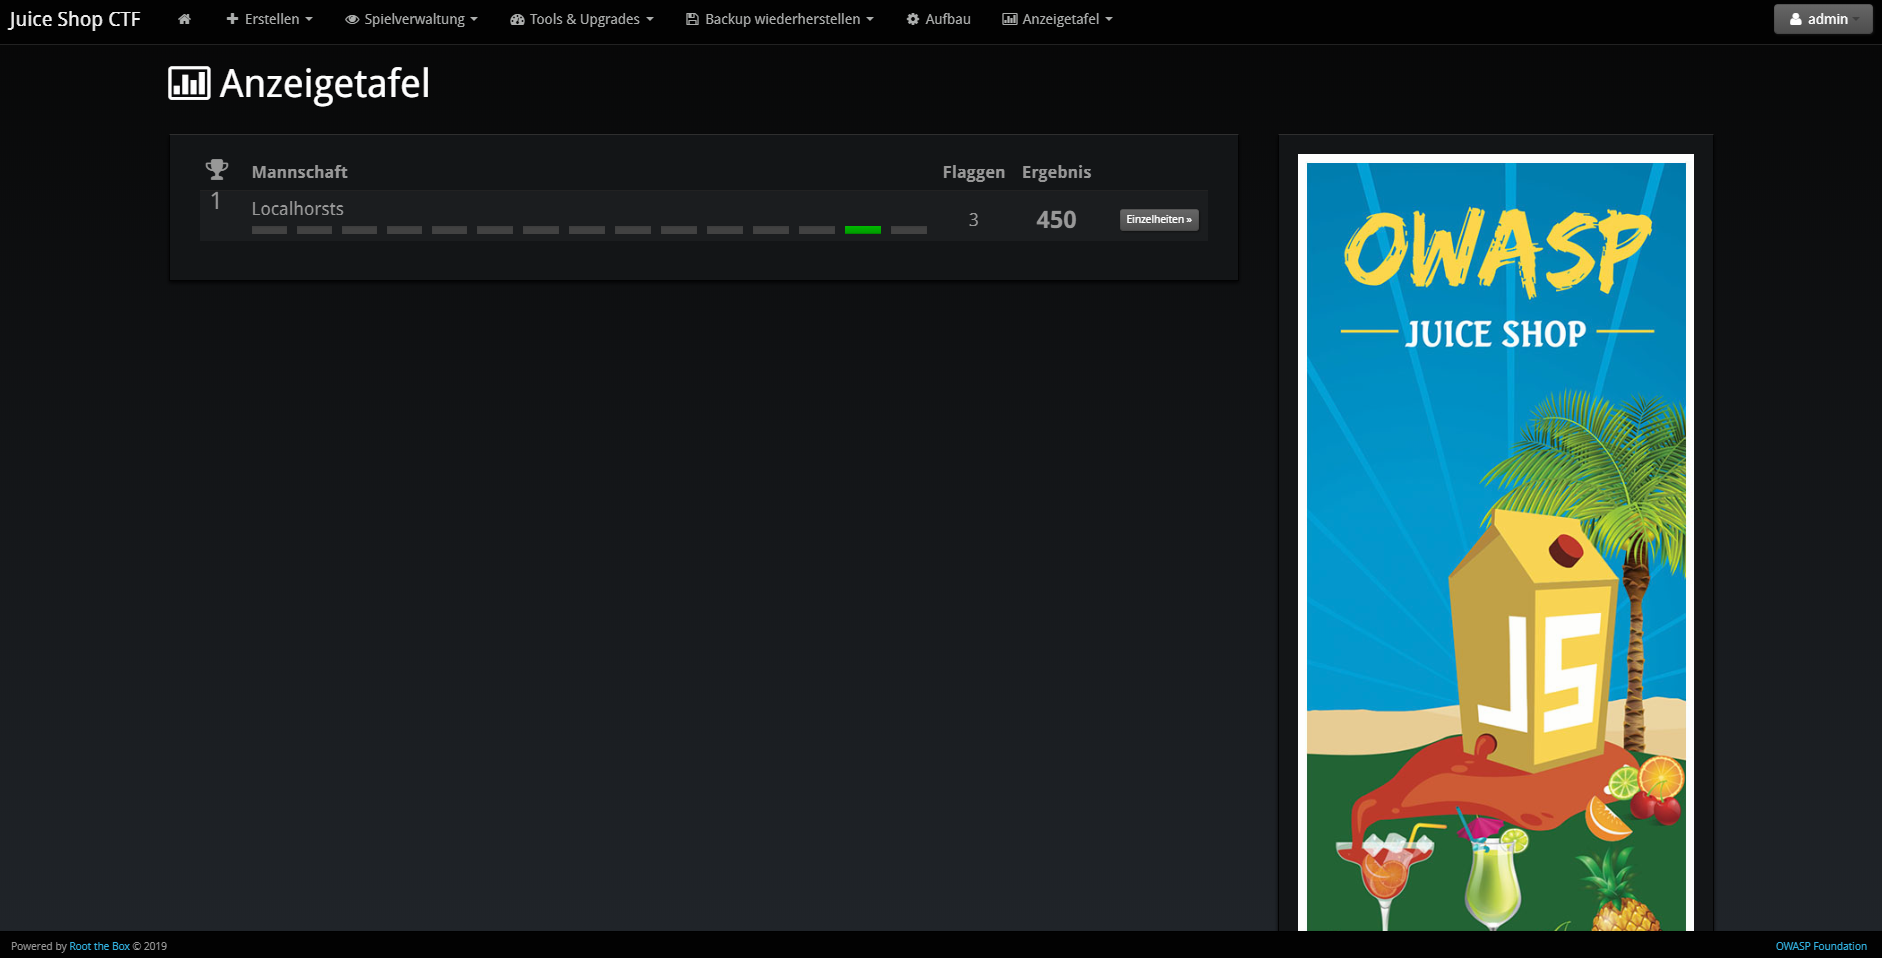 Juice Shop CTF Erstellen Spielverwaltung Tools & Upgrades Backup wiederherstellen Aufbau Anzeigetafel admin
Anzeigetafel
Mannschaft Flaggen Ergebnis
1 Localhorsts 3 450 Einzelheiten »
OWASP
JUICE SHOP
JS
Powered by Root the Box © 2019 OWASP Foundation